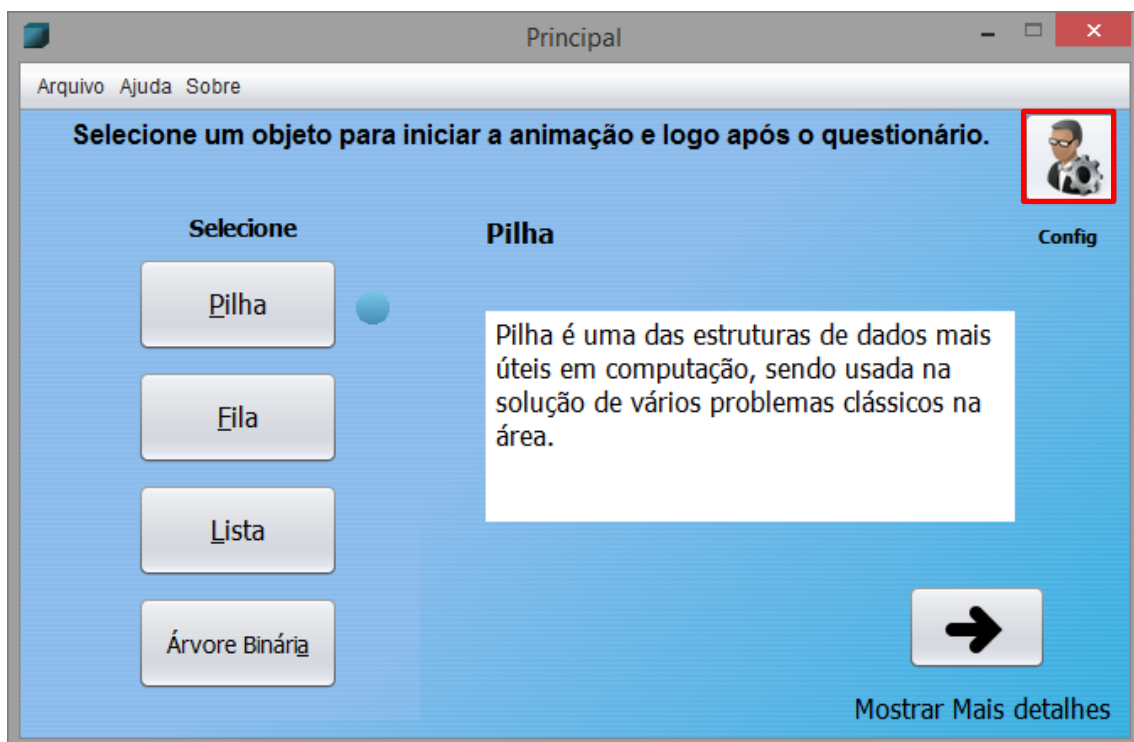 Principal
Arquivo Ajuda Sobre
Selecione um objeto para iniciar a animação e logo após o questionário.
Selecione
Pilha
Config
Pilha
Pilha é uma das estruturas de dados mais
úteis em computação, sendo usada na
solução de vários problemas clássicos na
área.
Fila
Lista
Árvore Binária
Mostrar Mais detalhes